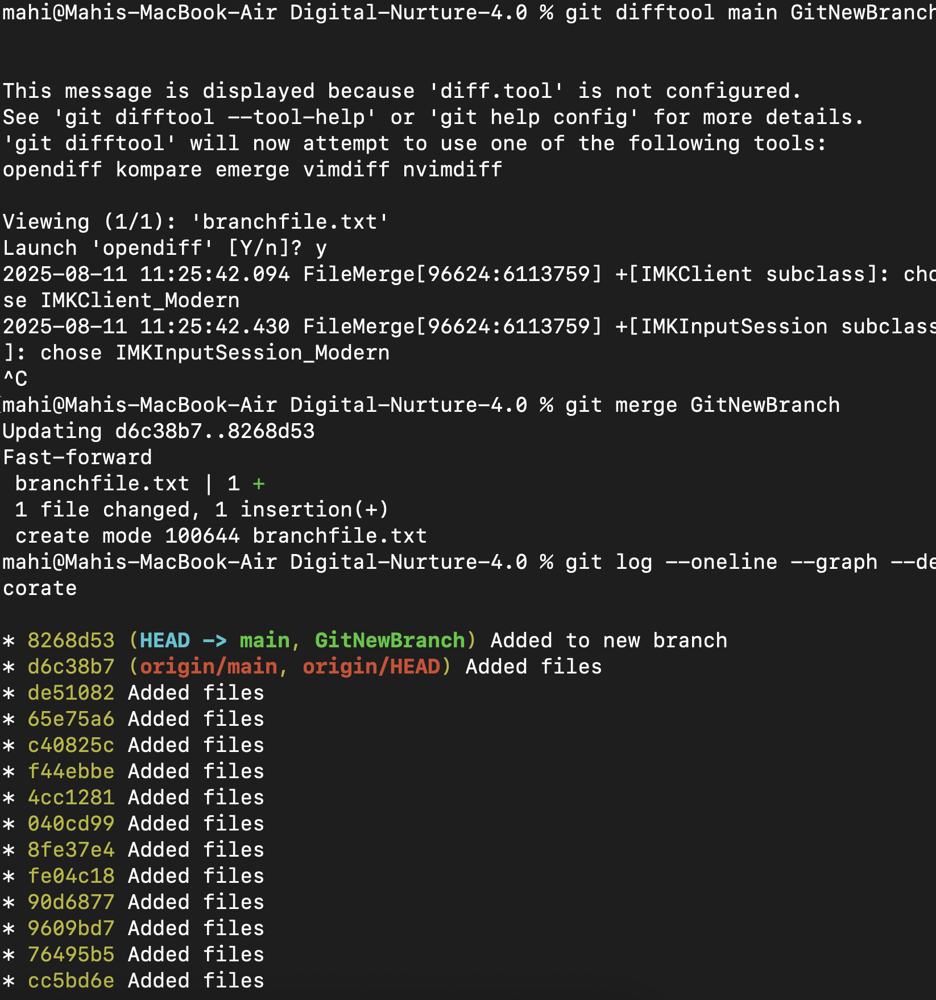 mahi@Mahis-MacBook-Air Digital-Nurture-4.0 % git difftool main GitNewBranch
This message is displayed because 'diff.tool' is not configured.
See 'git difftool --tool-help' or 'git help config' for more details.
'git difftool' will now attempt to use one of the following tools:
opendiff kompare emerge vimdiff nvimdiff
Viewing (1/1): 'branchfile.txt'
Launch 'opendiff' [Y/n]? y
2025-08-11 11:25:42.094 FileMerge[96624:6113759] +[IMKClient subclass]: cho
se IMKClient_Modern
2025-08-11 11:25:42.430 FileMerge[96624:6113759] +[IMKInputSession subclass
]: chose IMKInputSession_Modern
^C
mahi@Mahis-MacBook-Air Digital-Nurture-4.0 % git merge GitNewBranch
Updating d6c38b7..8268d53
Fast-forward
 branchfile.txt | 1 +
 1 file changed, 1 insertion(+)
 create mode 100644 branchfile.txt
mahi@Mahis-MacBook-Air Digital-Nurture-4.0 % git log --oneline --graph --de
corate
* 8268d53 (HEAD -> main, GitNewBranch) Added to new branch
* d6c38b7 (origin/main, origin/HEAD) Added files
* de51082 Added files
* 65e75a6 Added files
* c40825c Added files
* f44ebbe Added files
* 4cc1281 Added files
* 040cd99 Added files
* 8fe37e4 Added files
* fe04c18 Added files
* 90d6877 Added files
* 9609bd7 Added files
* 76495b5 Added files
* cc5bd6e Added files